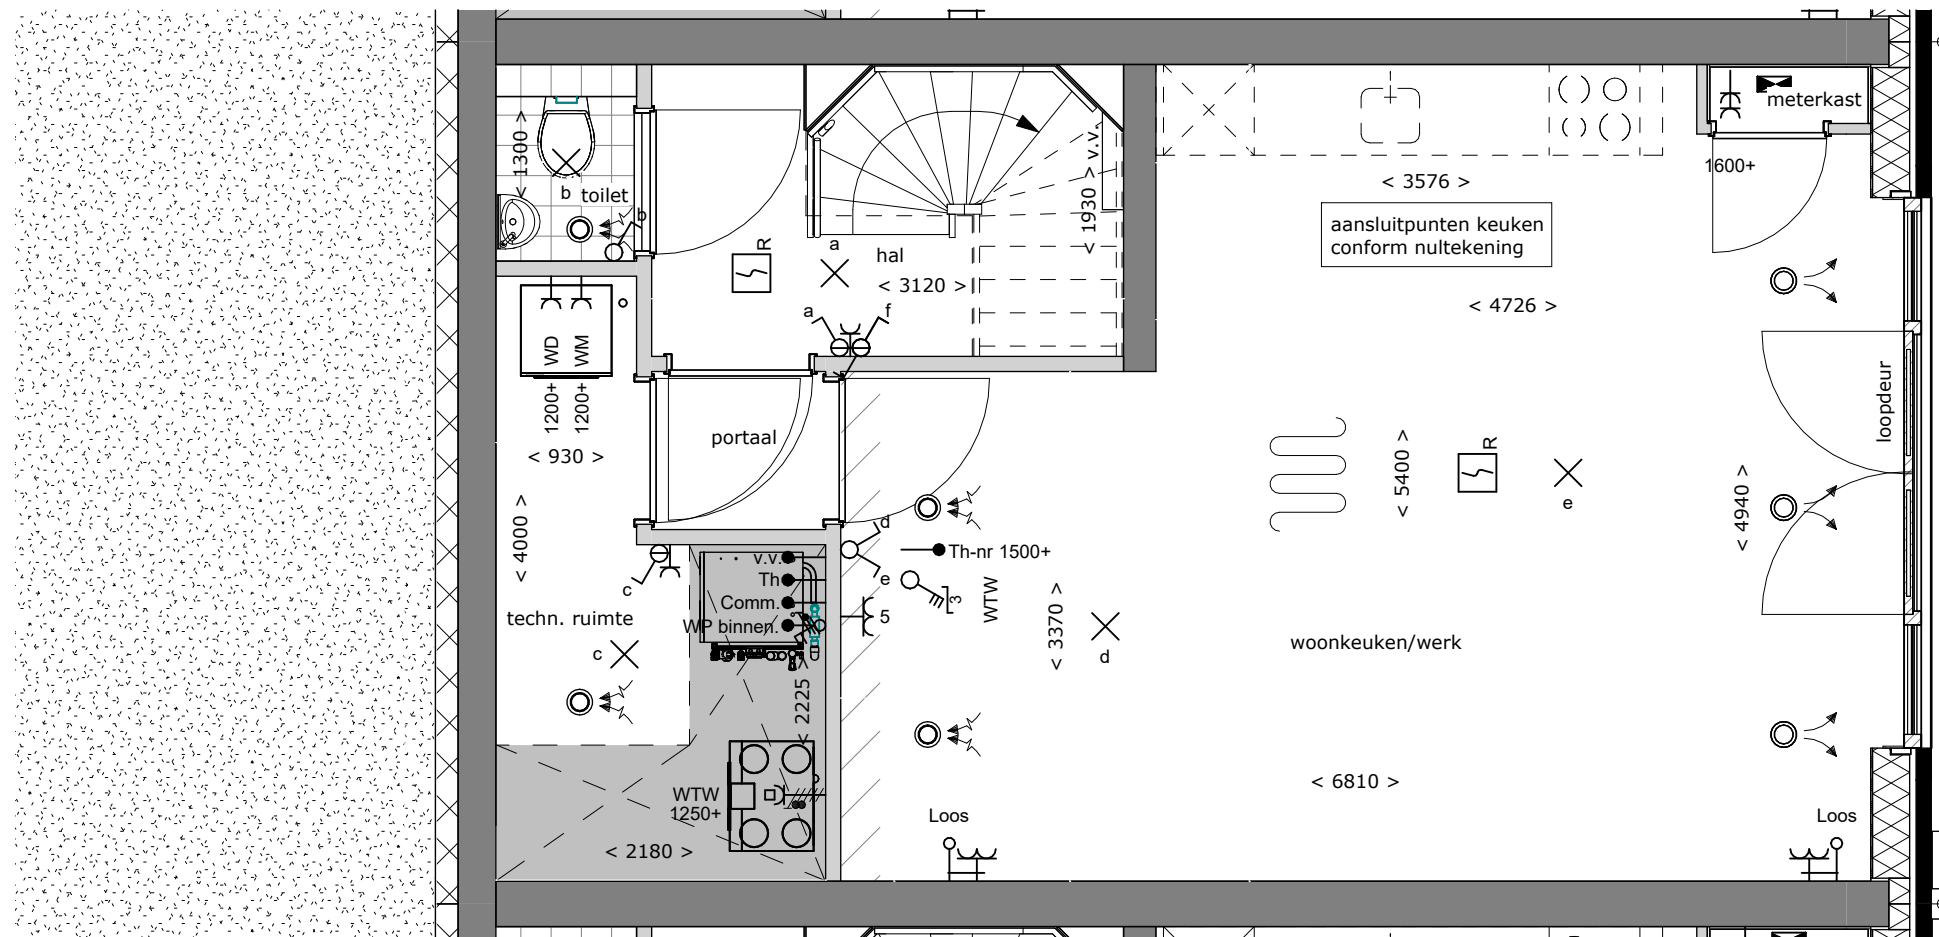 meterkast
< 1300 >
b toilet
b
< 1930 > v.v.
1600+
< 3576 >
aansluitpunten keuken
conform nultekening
R
a
hal
< 3120 >
< 4726 >
a
f
WD
WM
1200+
1200+
loopdeur
portaal
< 930 >
R
< 5400 >
< 4940 >
e
< 4000 >
d
e
Th-nr 1500+
3
WTW
v.v.
Th
Comm.
WP binnen.
c
techn. ruimte
5
< 3370 >
d
woonkeuken/werk
c
< 2225 >
< 6810 >
WTW
1250+
< 2180 >
Loos
Loos